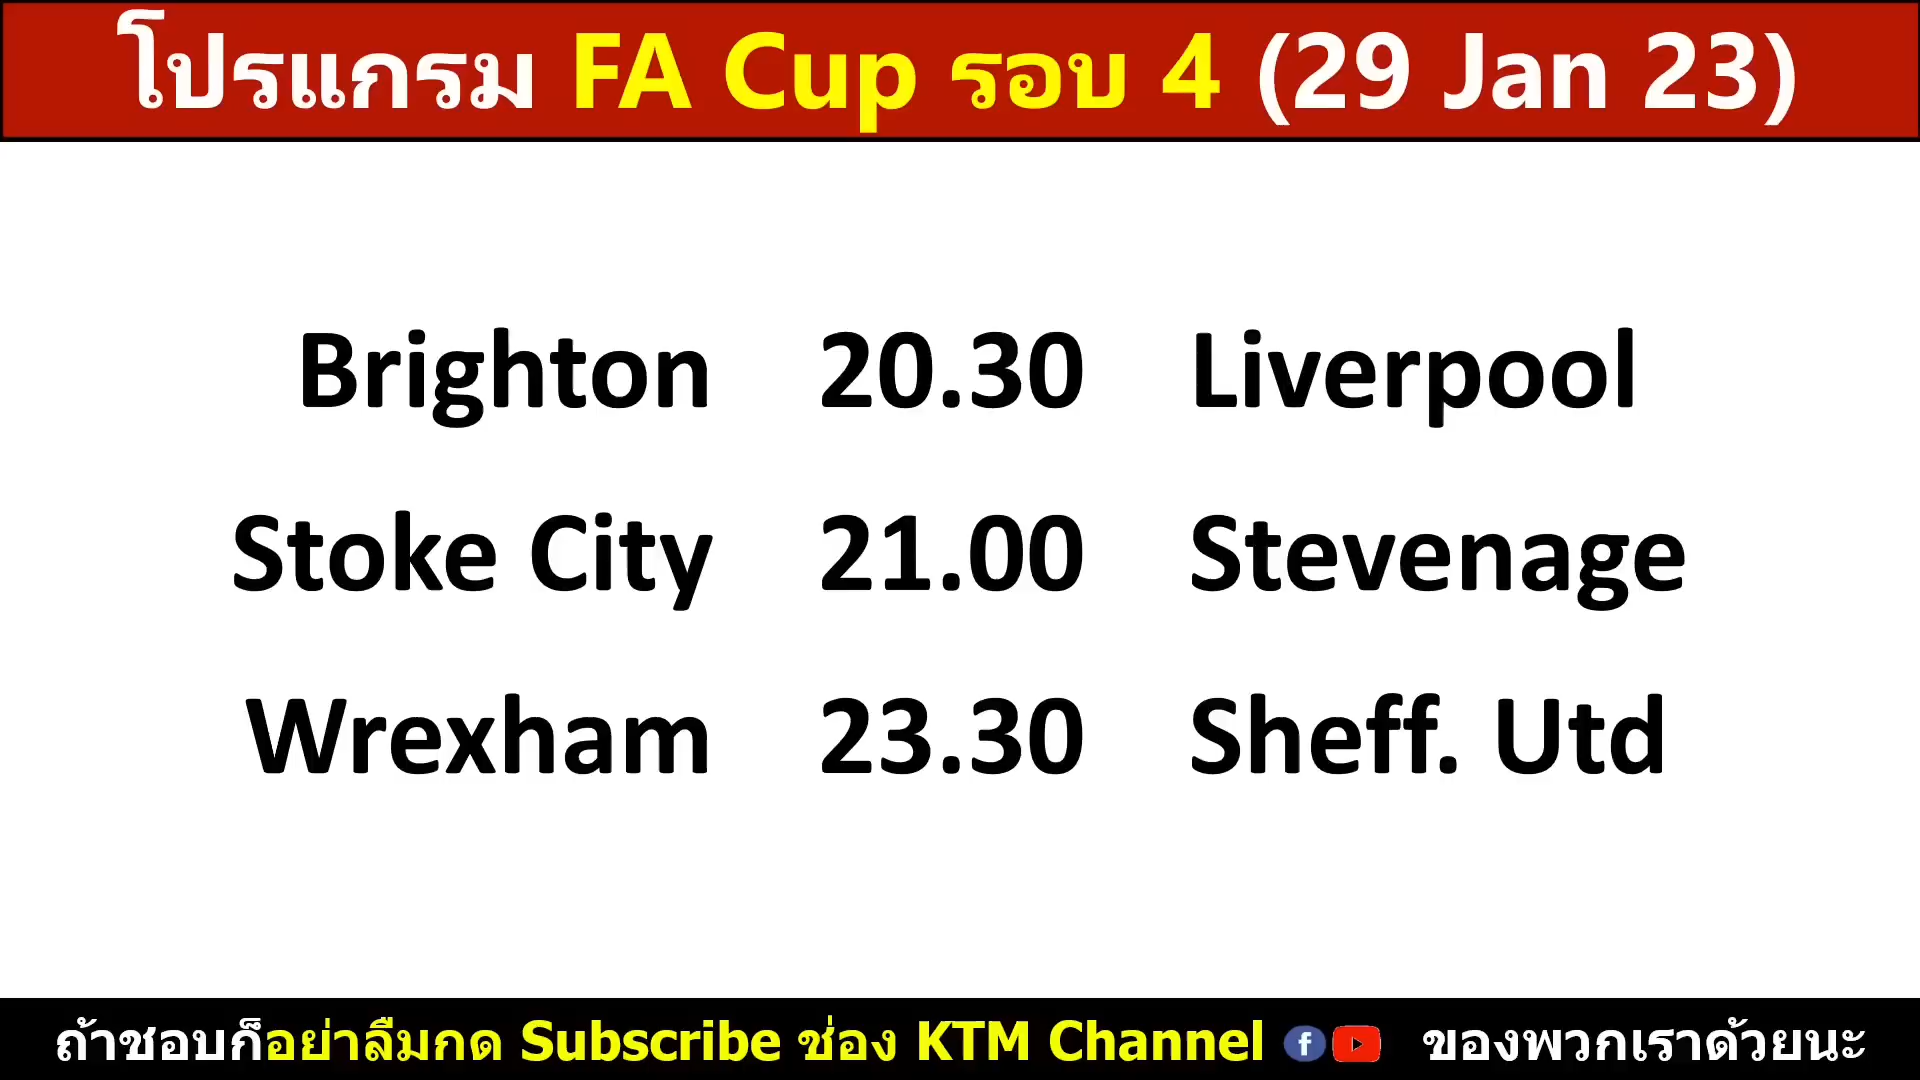 โปรแกรม FA Cup รอบ 4 (29 Jan 23)
Brighton 20.30 Liverpool
Stoke City 21.00 Stevenage
Wrexham 23.30 Sheff. Utd
ถ้าชอบก็อย่าลืมกด Subscribe ช่อง KTM Channel f ของพวกเราด้วยนะ